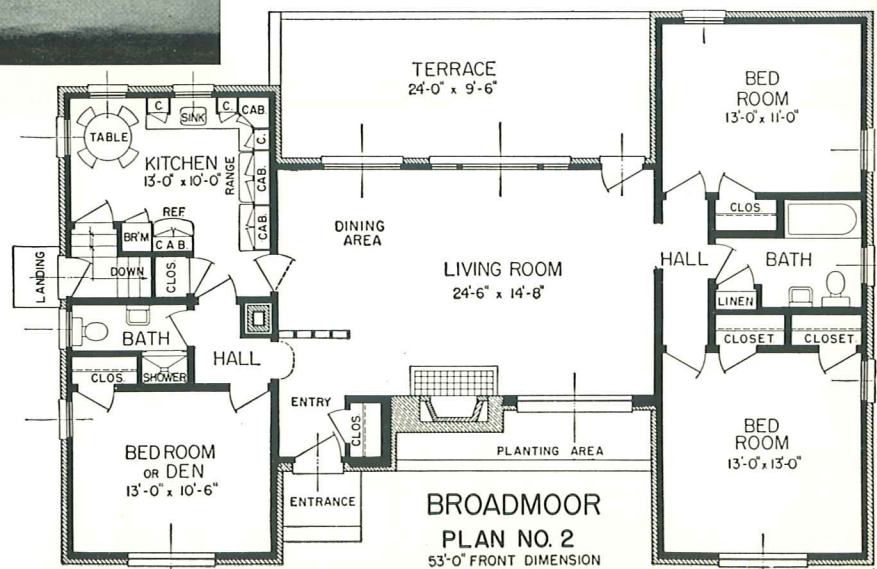 TERRACE
24'-0" x 9'-6"
BED
ROOM
13'-0" x 11'-0"
C.
SINK
C.
CAB.
C.
TABLE
KITCHEN
13'-0" x 10'-0"
RANGE
CAB.
CAB.
REF.
CAB.
BR'M
CLOS.
DOWN
LANDING
DINING
AREA
LIVING ROOM
24'-6" x 14'-8"
HALL
CLOS.
BATH
LINEN
CLOSET
CLOSET.
BATH
HALL
CLOS.
SHOWER
ENTRY
CLOS.
BED ROOM
OR DEN
13'-0" x 10'-6"
ENTRANCE
PLANTING AREA
BED
ROOM
13'-0" x 13'-0"
BROADMOOR
PLAN NO. 2
53'-0" FRONT DIMENSION